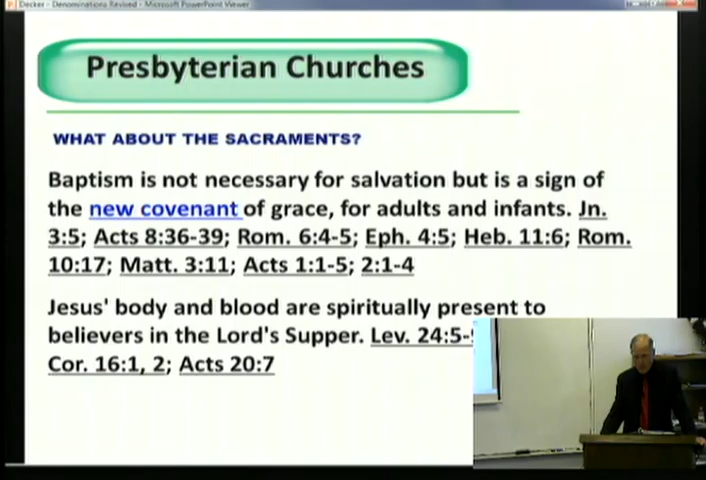 Decker - Denominations Revised - Microsoft PowerPoint Viewer
Presbyterian Churches
WHAT ABOUT THE SACRAMENTS?
Baptism is not necessary for salvation but is a sign of
the new covenant of grace, for adults and infants. Jn.
3:5; Acts 8:36-39; Rom. 6:4-5; Eph. 4:5; Heb. 11:6; Rom.
10:17; Matt. 3:11; Acts 1:1-5; 2:1-4
Jesus' body and blood are spiritually present to
believers in the Lord's Supper. Lev. 24:5-
Cor. 16:1, 2; Acts 20:7